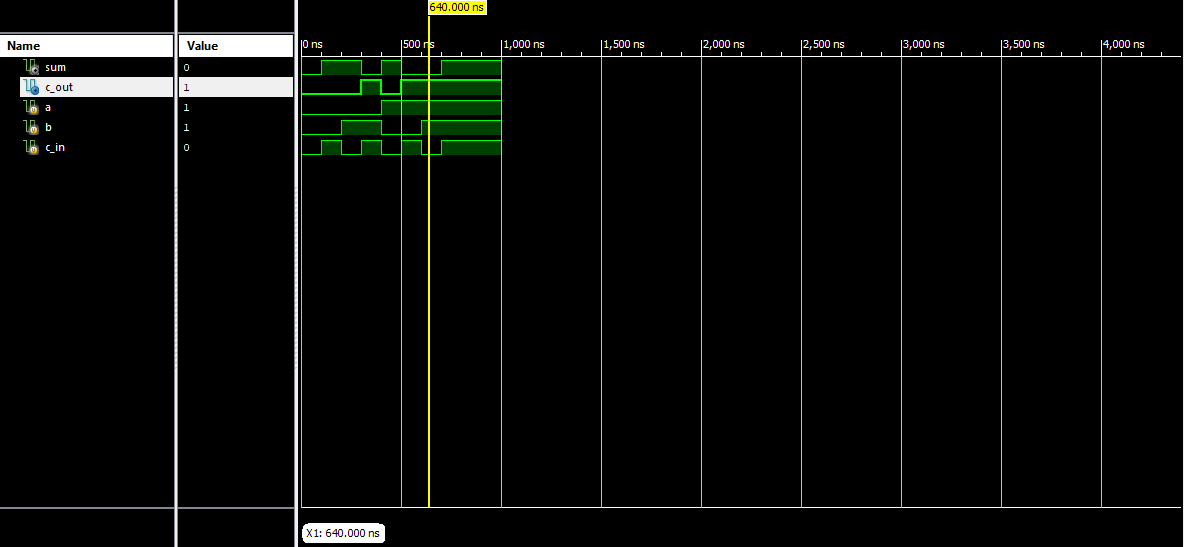 640.000 ns
Name Value 0 ns 500 ns 1,000 ns 1,500 ns 2,000 ns 2,500 ns 3,000 ns 3,500 ns 4,000 ns
sum 0
c_out 1
a 1
b 1
c_in 0
X1: 640.000 ns